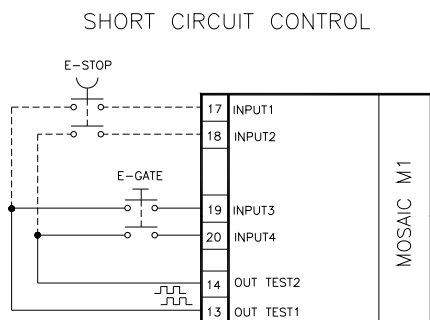 SHORT CIRCUIT CONTROL
E-STOP
17 INPUT1
18 INPUT2
E-GATE
19 INPUT3
20 INPUT4
14 OUT TEST2
13 OUT TEST1
MOSAIC M1